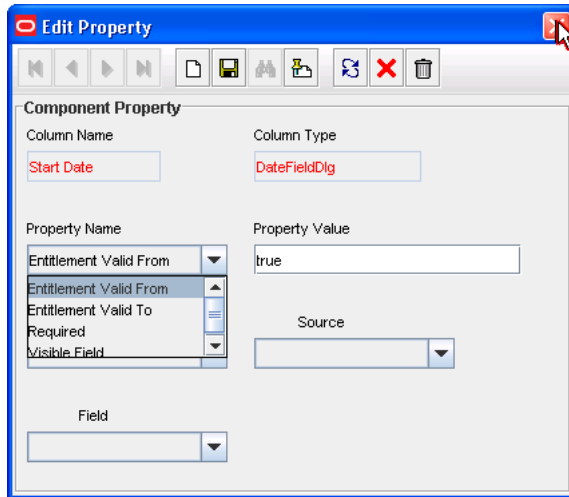 Edit Property
Component Property
Column Name
Column Type
Start Date
DateFieldDlg
Property Name
Property Value
Entitlement Valid From
true
Entitlement Valid From
Entitlement Valid To
Required
Visible Field
Source
Field